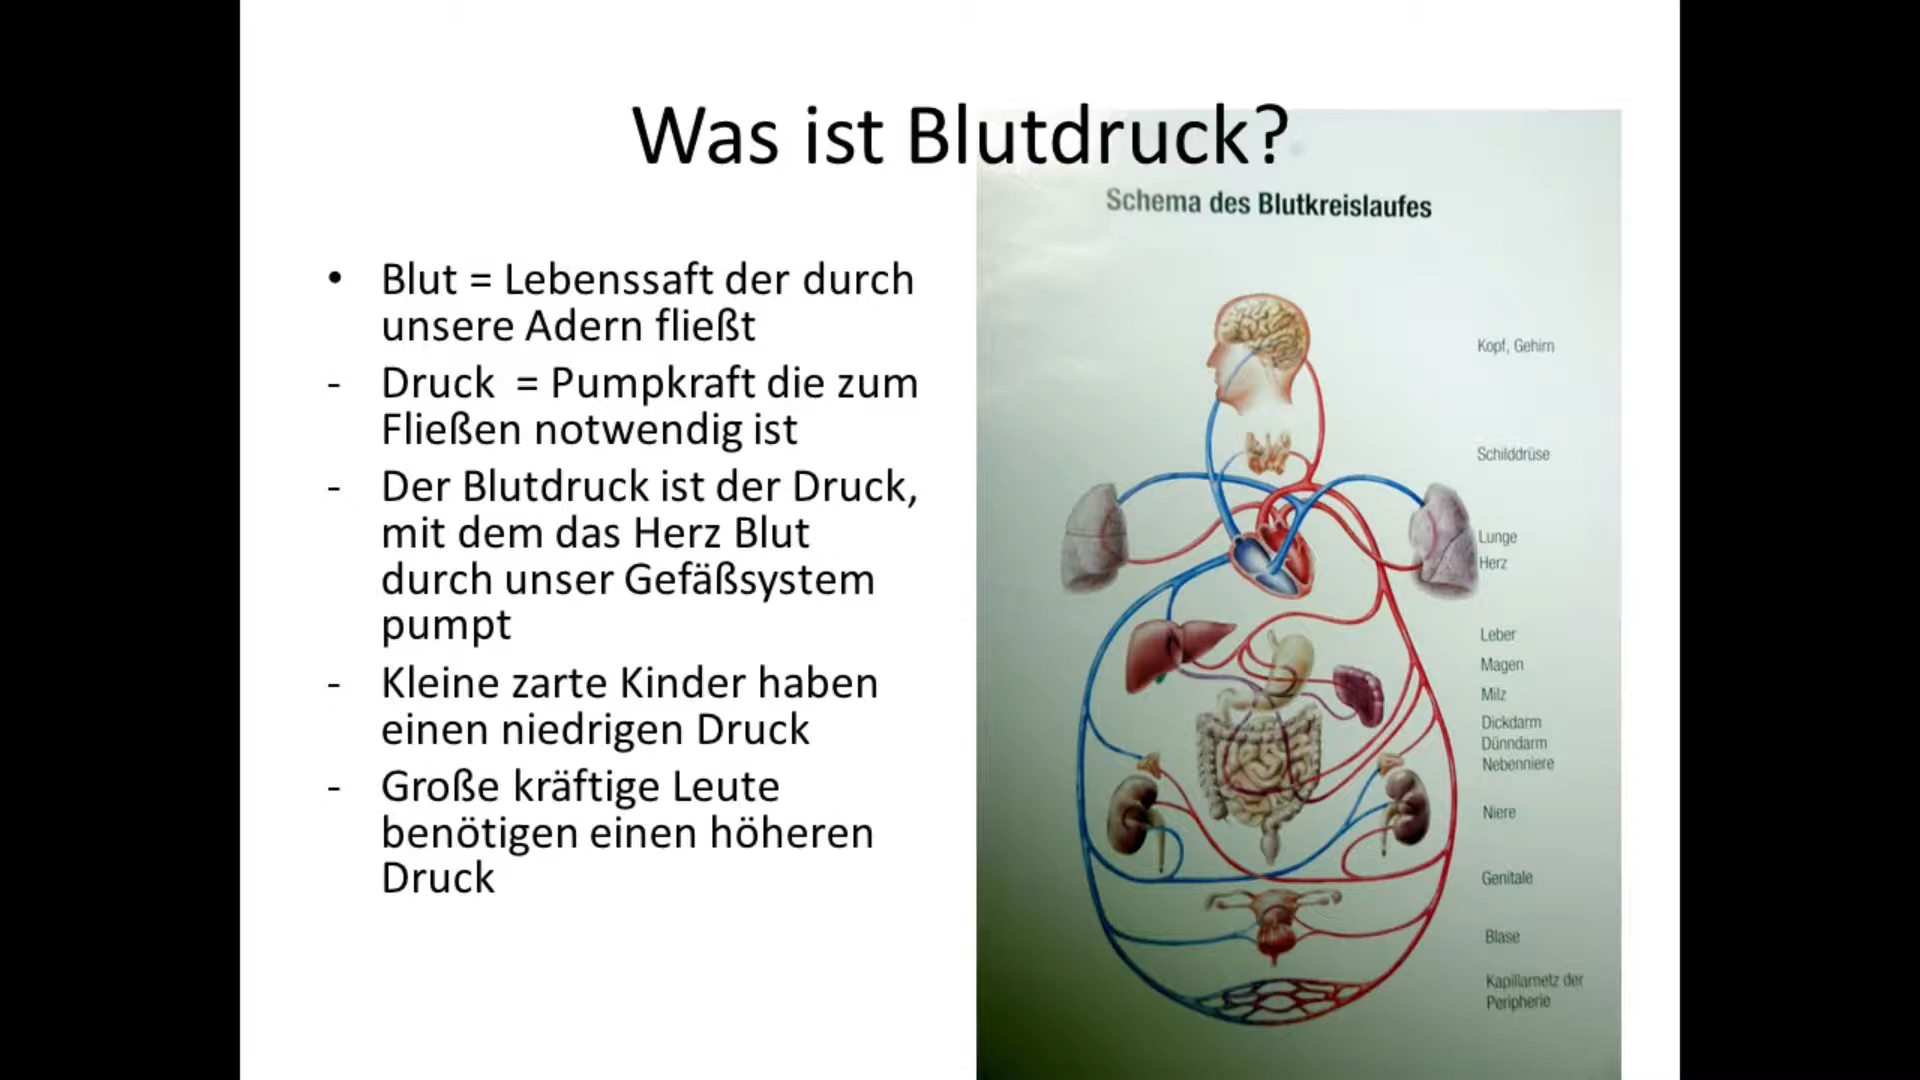 Was ist Blutdruck?
• Blut = Lebenssaft der durch
unsere Adern fließt
- Druck = Pumpkraft die zum
Fließen notwendig ist
- Der Blutdruck ist der Druck,
mit dem das Herz Blut
durch unser Gefäßsystem
pumpt
- Kleine zarte Kinder haben
einen niedrigen Druck
- Große kräftige Leute
benötigen einen höheren
Druck
Schema des Blutkreislaufes
Kopf, Gehirn
Schilddrüse
Lunge
Herz
Leber
Magen
Milz
Dickdarm
Dünndarm
Nebenniere
Niere
Genitale
Blase
Kapillarnetz der
Peripherie